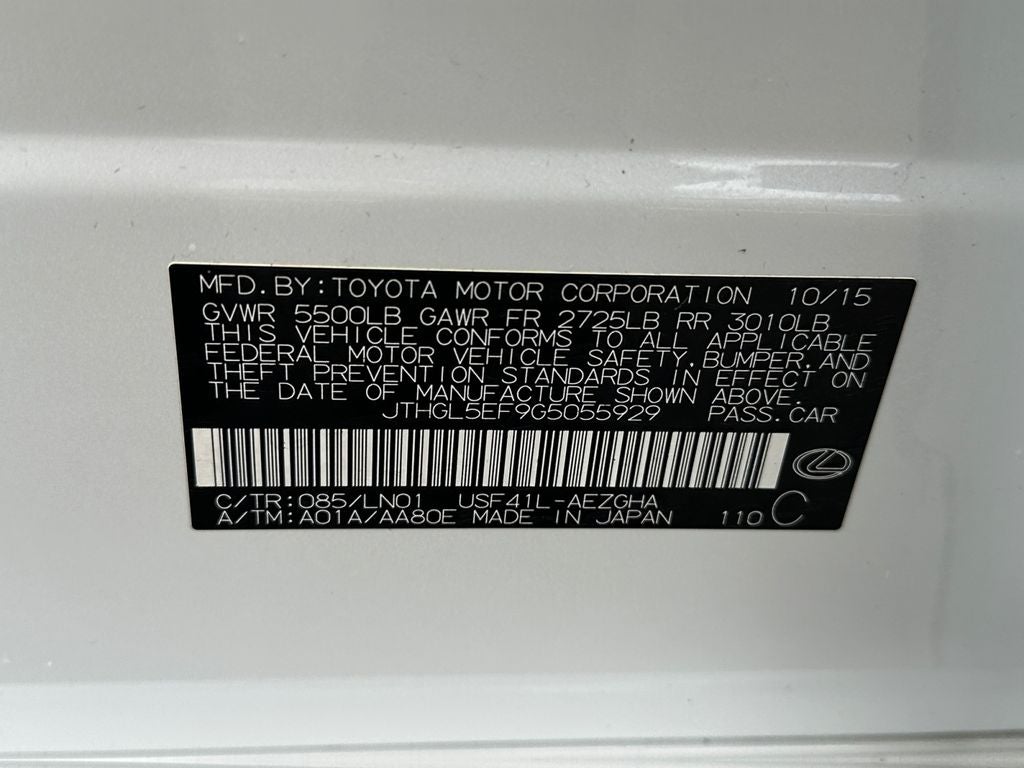 MFD.BY:TOYOTA MOTOR CORPORATION 10/15
GVWR 5500LB GAWR FR 2725LB RR 3010LB
THIS VEHICLE CONFORMS TO ALL APPLICABLE
FEDERAL MOTOR VEHICLE SAFETY,BUMPER,AND
THEFT PREVENTION STANDARDS IN EFFECT ON
THE DATE OF MANUFACTURE SHOWN ABOVE.
JTHGL5EF9G5055929 PASS.CAR
C/TR:085/LN01 USF41L-AEZGHA
A/TM:A01A/AA80E MADE IN JAPAN 110 C